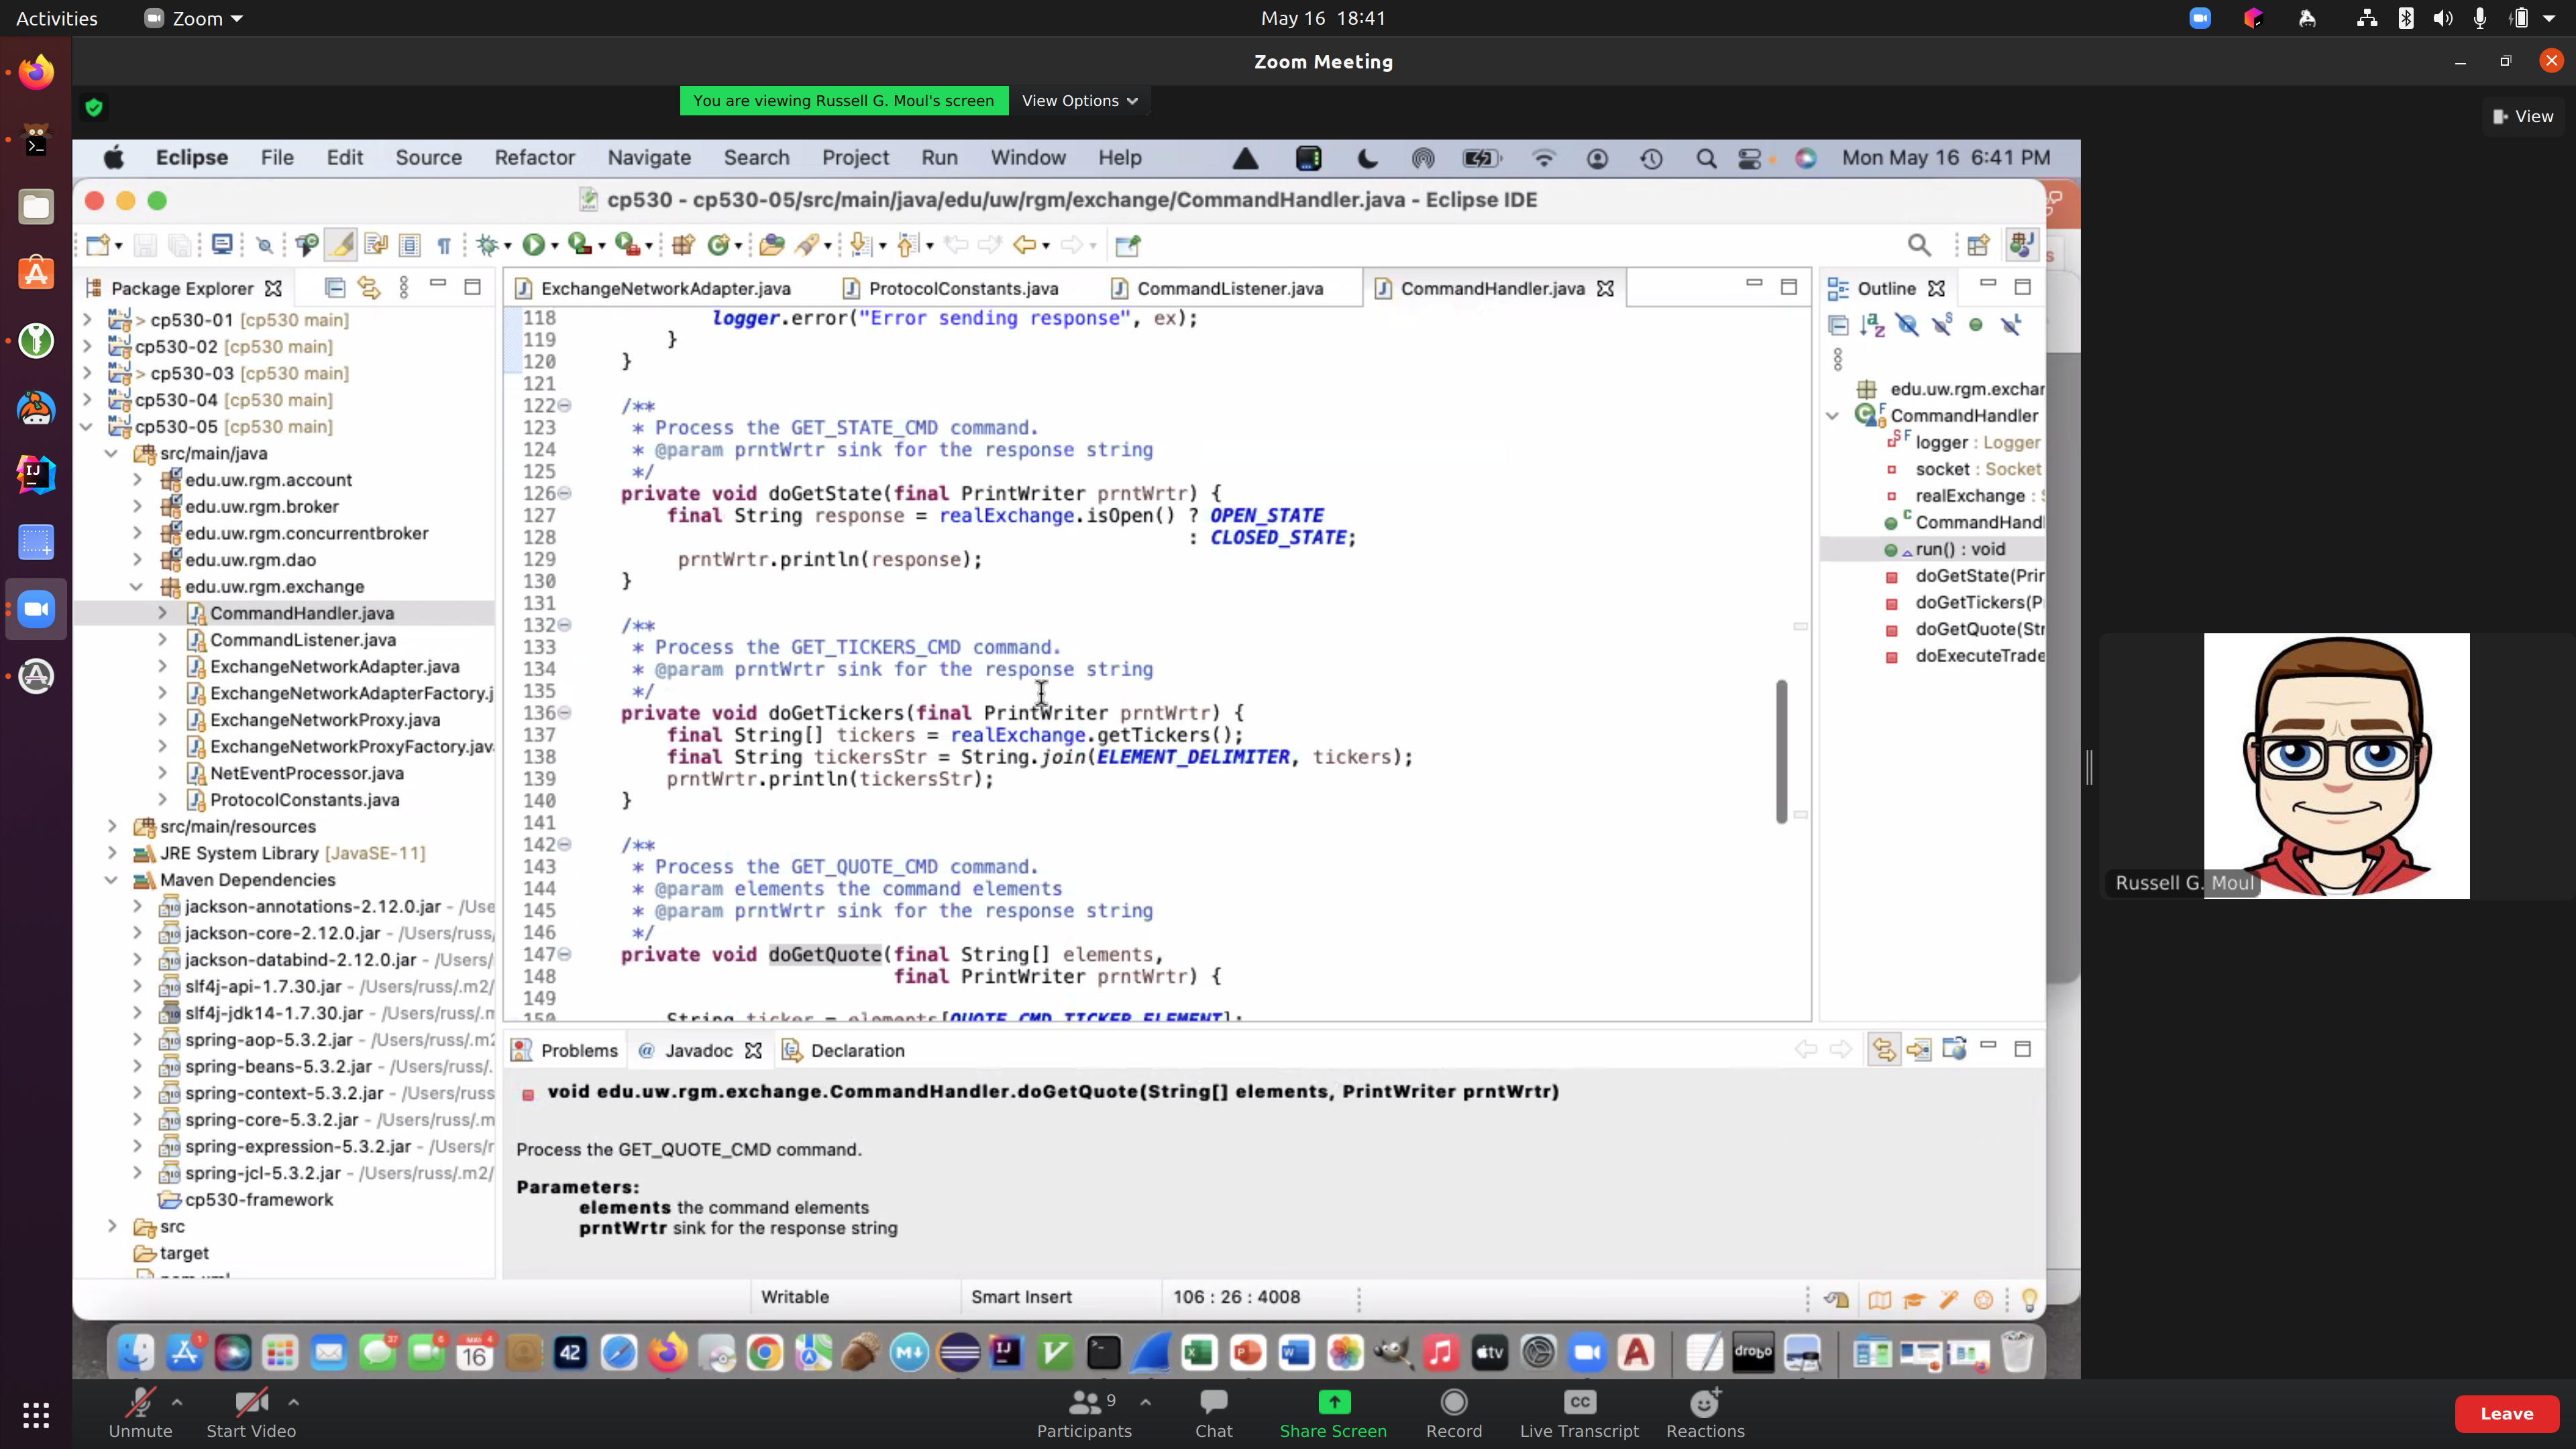 Activities
Zoom
May 16 18:41
Zoom Meeting
You are viewing Russell G. Moul's screen
View Options
View
Eclipse File Edit Source Refactor Navigate Search Project Run Window Help
Mon May 16 6:41 PM
cp530 - cp530-05/src/main/java/edu/uw/rgm/exchange/CommandHandler.java - Eclipse IDE
Package Explorer
> cp530-01 [cp530 main]
cp530-02 [cp530 main]
> cp530-03 [cp530 main]
cp530-04 [cp530 main]
cp530-05 [cp530 main]
src/main/java
edu.uw.rgm.account
edu.uw.rgm.broker
edu.uw.rgm.concurrentbroker
edu.uw.rgm.dao
edu.uw.rgm.exchange
CommandHandler.java
CommandListener.java
ExchangeNetworkAdapter.java
ExchangeNetworkAdapterFactory.j
ExchangeNetworkProxy.java
ExchangeNetworkProxyFactory.jav
NetEventProcessor.java
ProtocolConstants.java
src/main/resources
JRE System Library [JavaSE-11]
Maven Dependencies
jackson-annotations-2.12.0.jar - /Use
jackson-core-2.12.0.jar - /Users/russ/
jackson-databind-2.12.0.jar - /Users/
slf4j-api-1.7.30.jar - /Users/russ/.m2/
slf4j-jdk14-1.7.30.jar - /Users/russ/.m
spring-aop-5.3.2.jar - /Users/russ/.m2
spring-beans-5.3.2.jar - /Users/russ/.
spring-context-5.3.2.jar - /Users/russ
spring-core-5.3.2.jar - /Users/russ/.m
spring-expression-5.3.2.jar - /Users/r
spring-jcl-5.3.2.jar - /Users/russ/.m2/
cp530-framework
src
target
ExchangeNetworkAdapter.java ProtocolConstants.java CommandListener.java CommandHandler.java
118 logger.error("Error sending response", ex);
119 }
120 }
121
122 /**
123 * Process the GET_STATE_CMD command.
124 * @param prntWrtr sink for the response string
125 */
126 private void doGetState(final PrintWriter prntWrtr) {
127 final String response = realExchange.isOpen() ? OPEN_STATE
128 : CLOSED_STATE;
129 prntWrtr.println(response);
130 }
131
132 /**
133 * Process the GET_TICKERS_CMD command.
134 * @param prntWrtr sink for the response string
135 */
136 private void doGetTickers(final PrintWriter prntWrtr) {
137 final String[] tickers = realExchange.getTickers();
138 final String tickersStr = String.join(ELEMENT_DELIMITER, tickers);
139 prntWrtr.println(tickersStr);
140 }
141
142 /**
143 * Process the GET_QUOTE_CMD command.
144 * @param elements the command elements
145 * @param prntWrtr sink for the response string
146 */
147 private void doGetQuote(final String[] elements,
148 final PrintWriter prntWrtr) {
149
150 String ticker = elements[QUOTE_CMD_TICKER_ELEMENT];
Outline
edu.uw.rgm.exchar
CommandHandler
logger : Logger
socket : Socket
realExchange :
CommandHandl
run() : void
doGetState(Prir
doGetTickers(P
doGetQuote(Str
doExecuteTrade
Problems @ Javadoc Declaration
void edu.uw.rgm.exchange.CommandHandler.doGetQuote(String[] elements, PrintWriter prntWrtr)
Process the GET_QUOTE_CMD command.
Parameters:
elements the command elements
prntWrtr sink for the response string
Writable Smart Insert 106 : 26 : 4008
Russell G. Moul
Unmute
Start Video
9
Participants
Chat
Share Screen
Record
CC
Live Transcript
Reactions
Leave